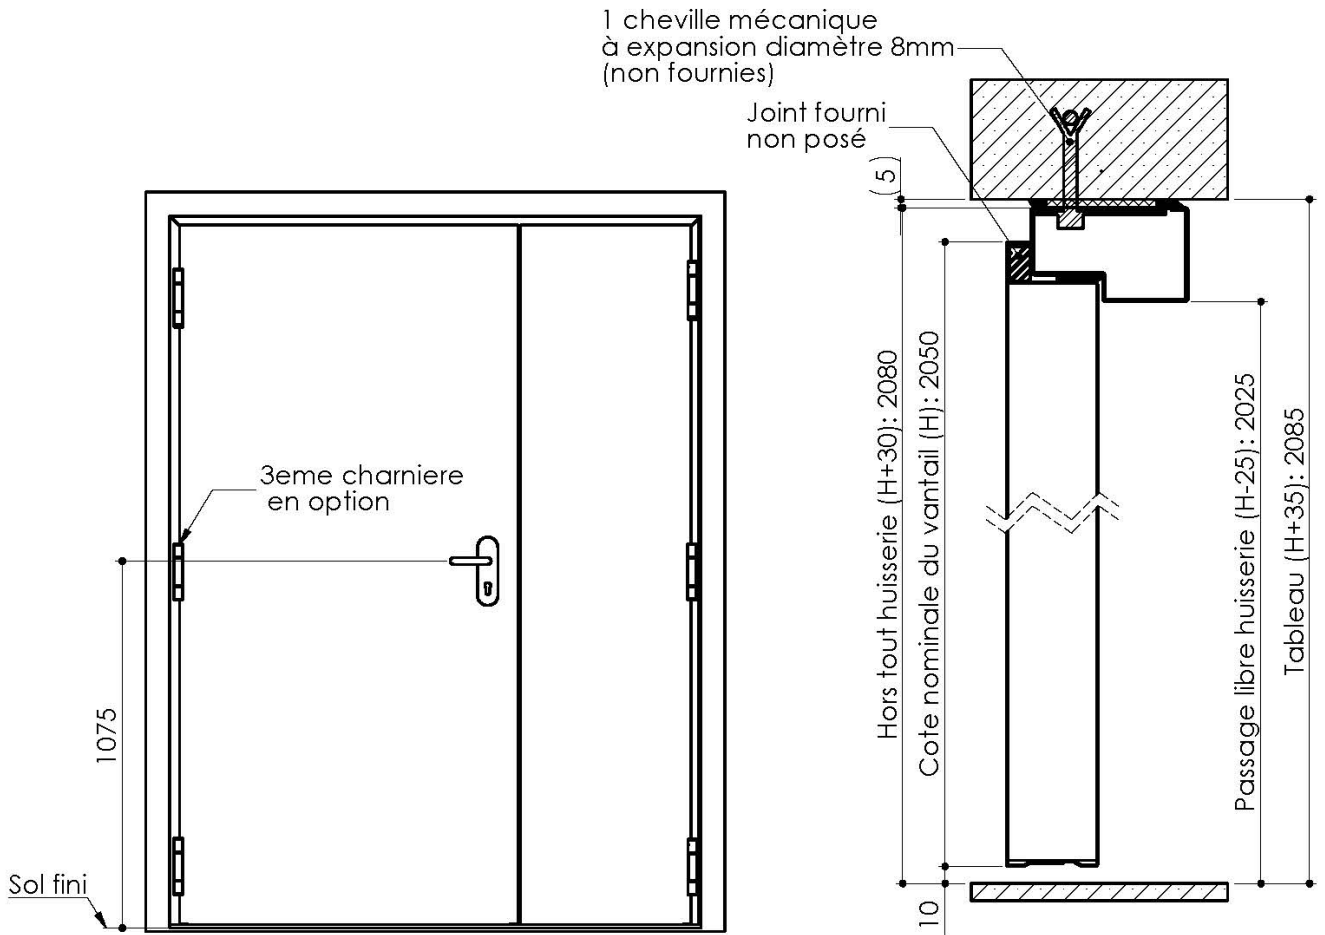 1 cheville mécanique
à expansion diamètre 8mm
(non fournies)
Joint fourni
non posé
(5)
3eme charniere
en option
1075
Sol fini
Hors tout huisserie (H+30): 2080
Cote nominale du vantail (H): 2050
Passage libre huisserie (H-25): 2025
Tableau (H+35): 2085
10